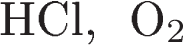 HCl, O₂